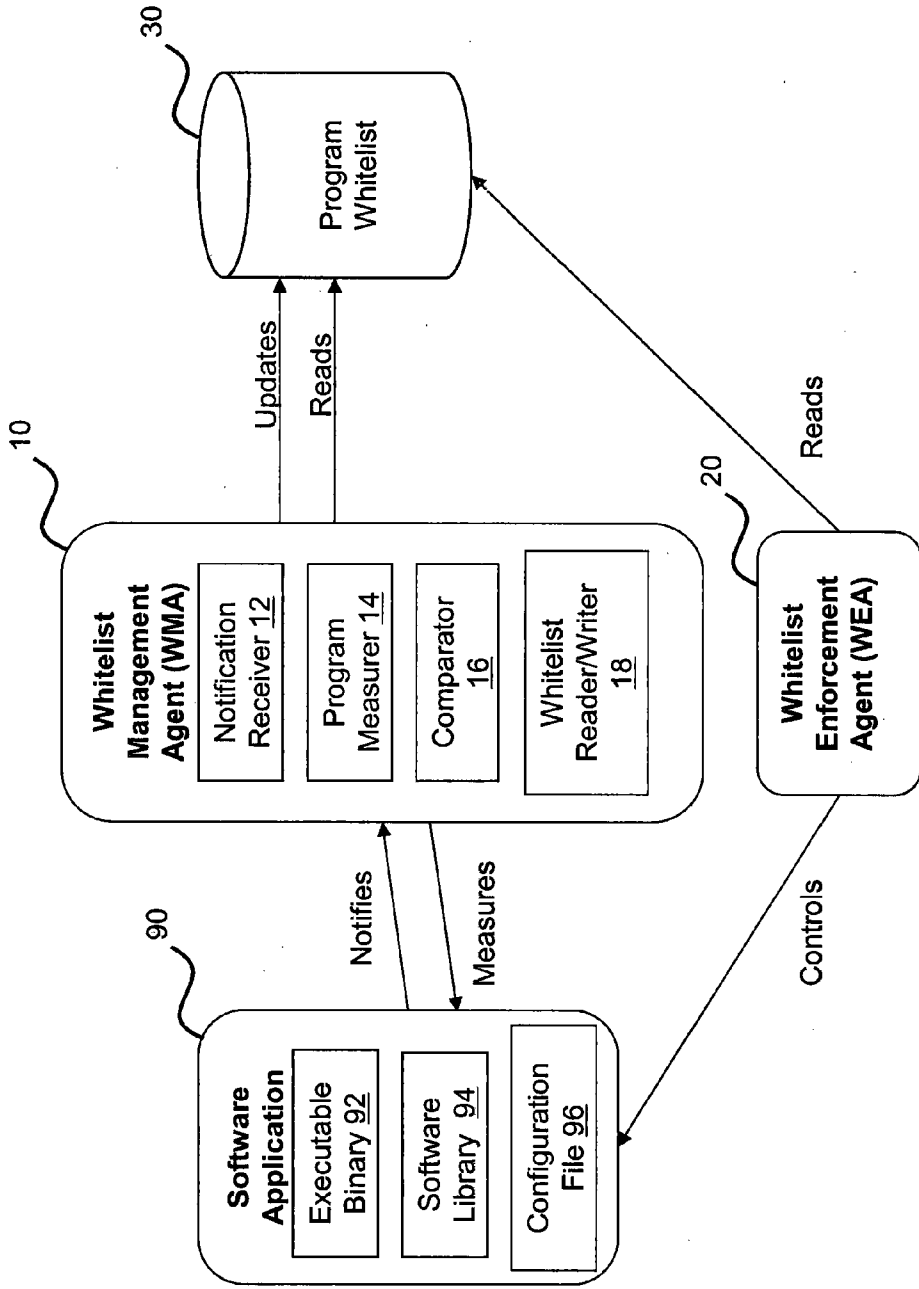 90
Software
Application
Executable
Binary 92
Software
Library 94
Configuration
File 96
Notifies
Measures
10
Whitelist
Management
Agent (WMA)
Notification
Receiver 12
Program
Measurer 14
Comparator
16
Whitelist
Reader/Writer
18
Updates
Reads
30
Program
Whitelist
Controls
20
Whitelist
Enforcement
Agent (WEA)
Reads